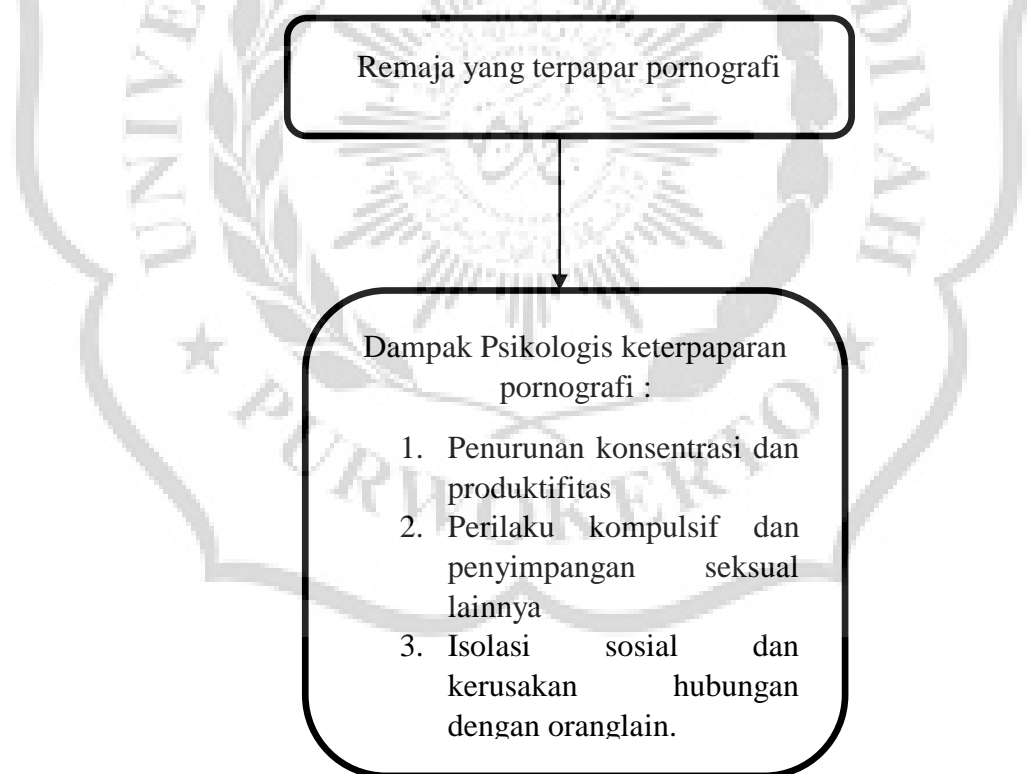 Remaja yang terpapar pornografi
Dampak Psikologis keterpaparan
pornografi :
1. Penurunan konsentrasi dan
produktifitas
2. Perilaku kompulsif dan
penyimpangan seksual
lainnya
3. Isolasi sosial dan
kerusakan hubungan
dengan oranglain.
PURWOKERTO